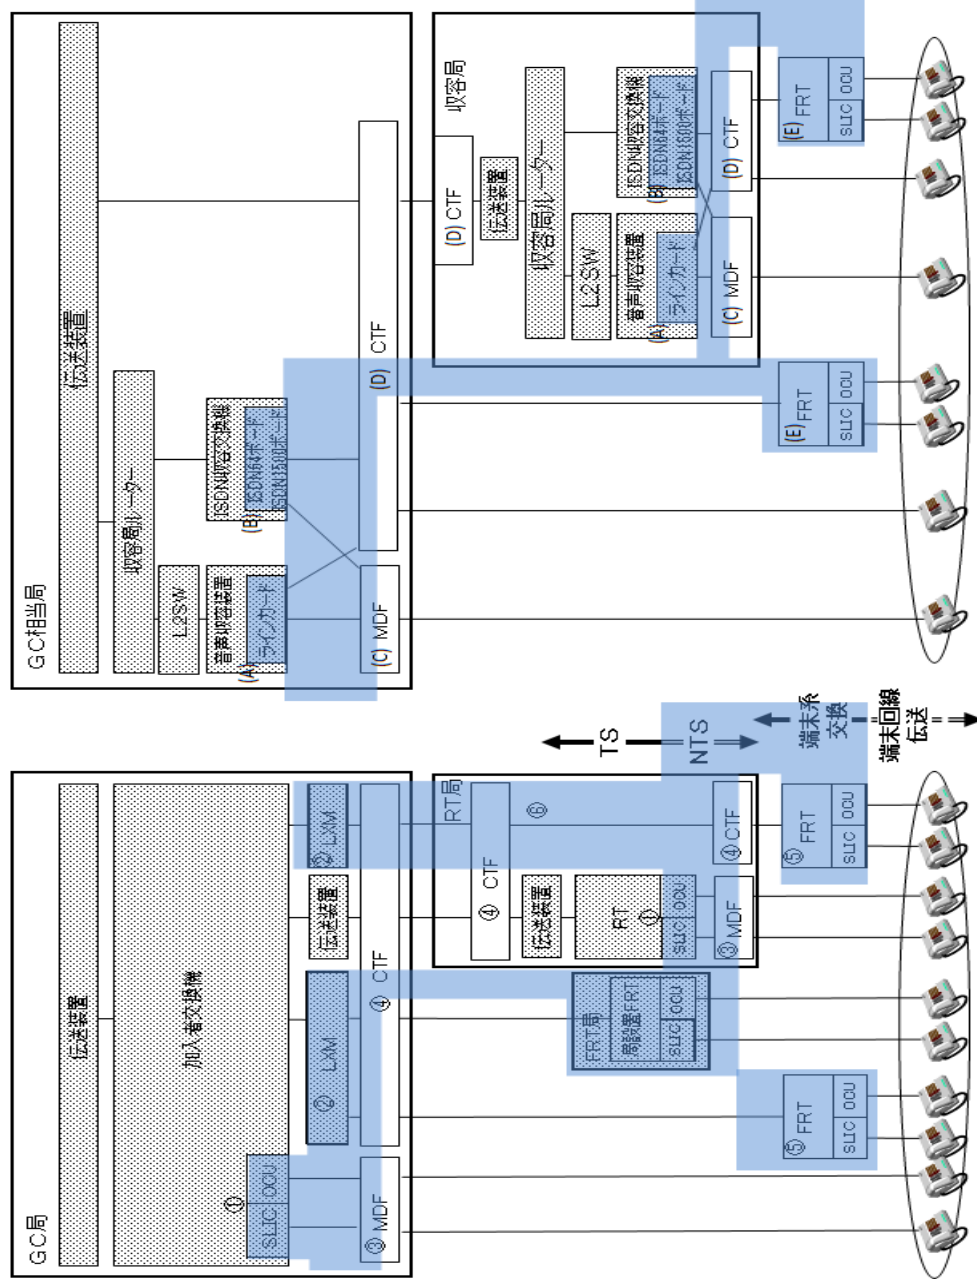 GC局
伝送装置
加入者交換機
①
SLIC
OCU
②
LXM
伝送装置
②
LXM
③
MDF
④
CTF
RT局
④
CTF
⑥
伝送装置
RT
①
SLIC
OCU
③
MDF
④
CTF
FRT局
局設置FRT
SLIC
OCU
⑤
FRT
SLIC
OCU
⑤
FRT
SLIC
OCU
TS
NTS
端末系
交換
端末回線
伝送
GC相当局
伝送装置
収容局ルーター
L2SW
音声収容装置
(A)
ラインカード
ISDN収容交換機
(B)
ISDN64ボード
ISDN1500ボード
(C) MDF
(D) CTF
収容局
(D) CTF
伝送装置
収容局ルーター
L2SW
音声収容装置
(A)
ラインカード
ISDN収容交換機
(B)
ISDN64ボード
ISDN1500ボード
(C) MDF
(D) CTF
(E) FRT
SLIC
OCU
(E) FRT
SLIC
OCU